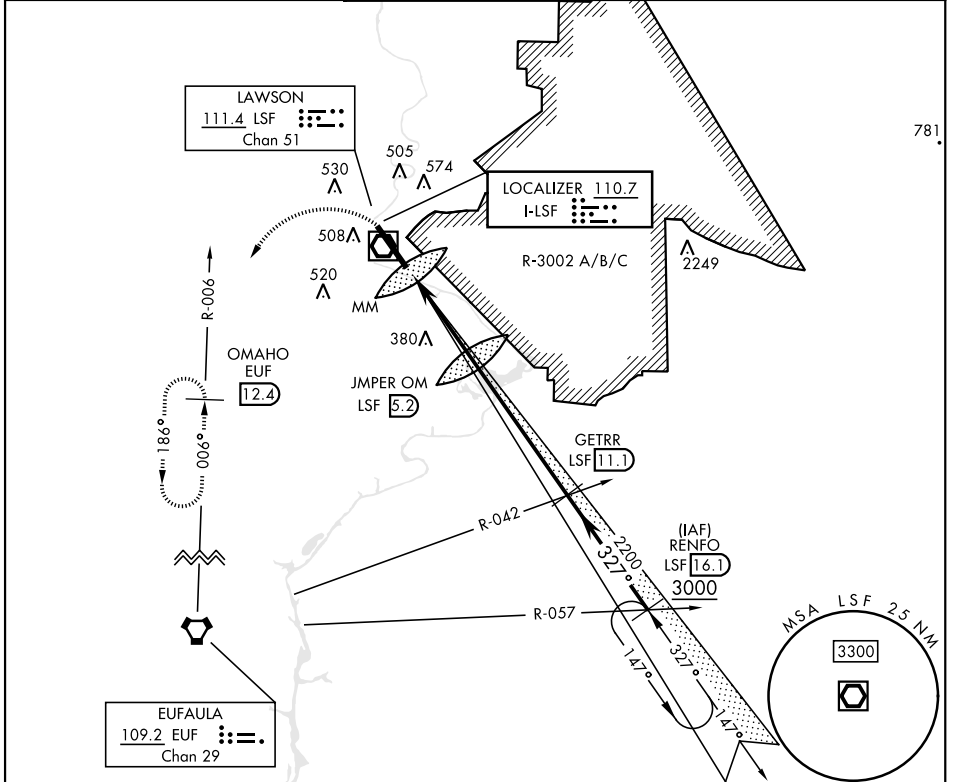 LAWSON
111.4 LSF
Chan 51
781
505
574
530
508
520
LOCALIZER 110.7
I-LSF
R-3002 A/B/C
2249
MM
R-006
380
OMAHO
EUF
12.4
JMPER OM
LSF 5.2
186°
006°
GETRR
LSF 11.1
R-042
327°
2200
(IAF)
RENFO
LSF 16.1
3000
R-057
147°
327°
147°
MSA LSF 25 NM
3300
EUFAULA
109.2 EUF
Chan 29